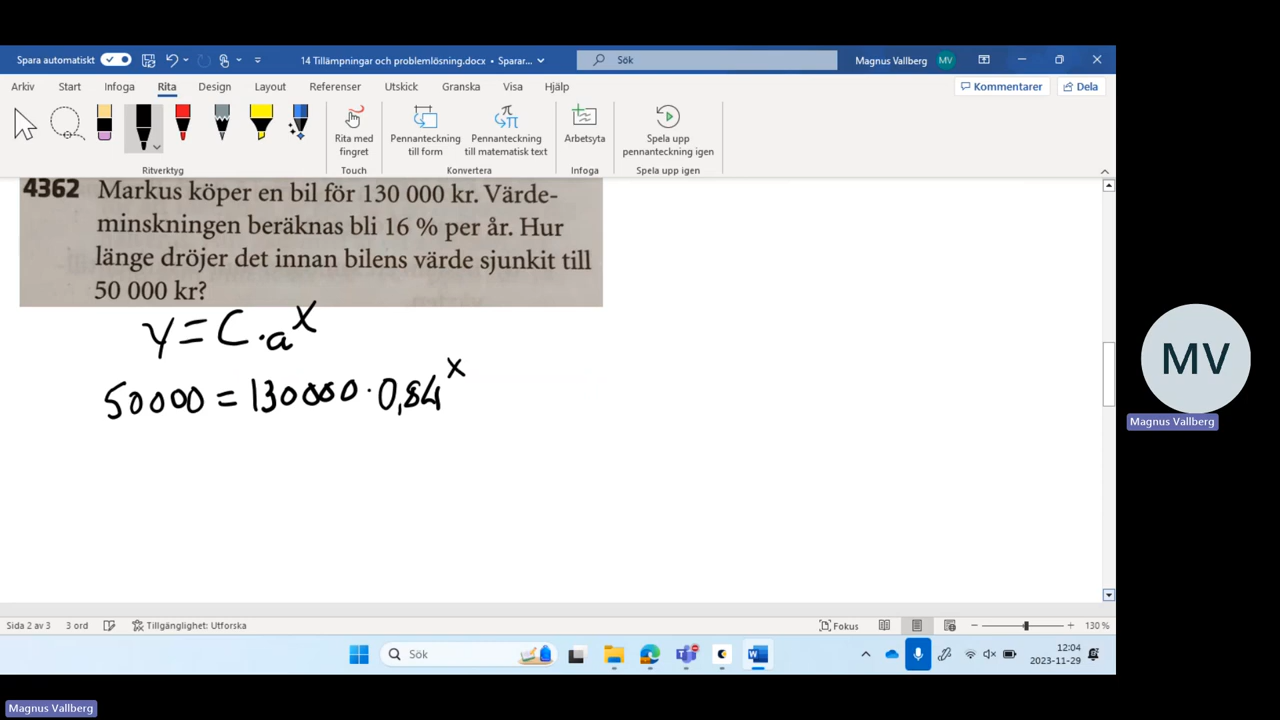 Spara automatiskt
14 Tillämpningar och problemlösning.docx • Sparar...
Sök
Magnus Vallberg
MV
Arkiv Start Infoga Rita Design Layout Referenser Utskick Granska Visa Hjälp
Kommentarer
Dela
Rita med fingret
Pennanteckning till form
Pennanteckning till matematisk text
Arbetsyta
Spela upp pennanteckning igen
Ritverktyg
Touch
Konvertera
Infoga
Spela upp igen
4362 Markus köper en bil för 130 000 kr. Värde-
minskningen beräknas bli 16 % per år. Hur
länge dröjer det innan bilens värde sjunkit till
50 000 kr?
y = C · a^x
50000 = 130000 · 0,84^x
MV
Magnus Vallberg
Sida 2 av 3 3 ord Tillgänglighet: Utforska
Fokus
130 %
Sök
12:04
2023-11-29
Magnus Vallberg